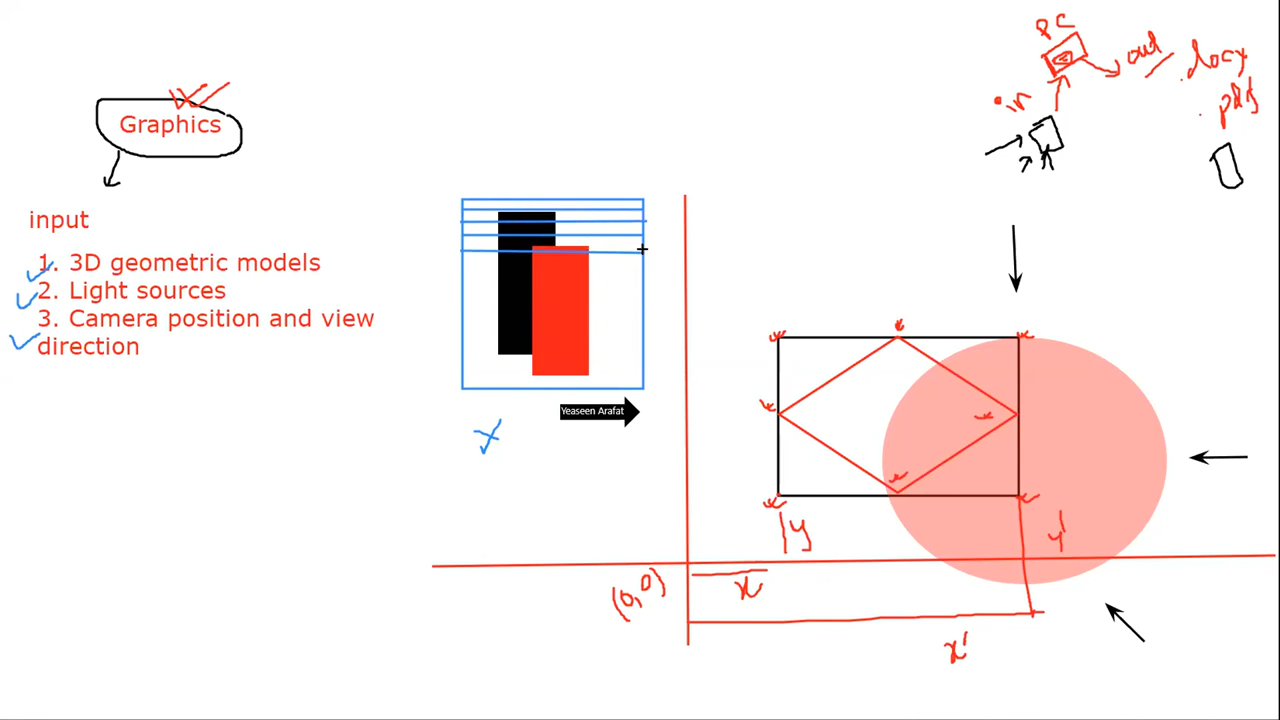 Graphics
input
1. 3D geometric models
2. Light sources
3. Camera position and view
direction
Yeaseen Arafat
PC
in
out
.docx
.pdf
y
y'
(0,0)
x
x'